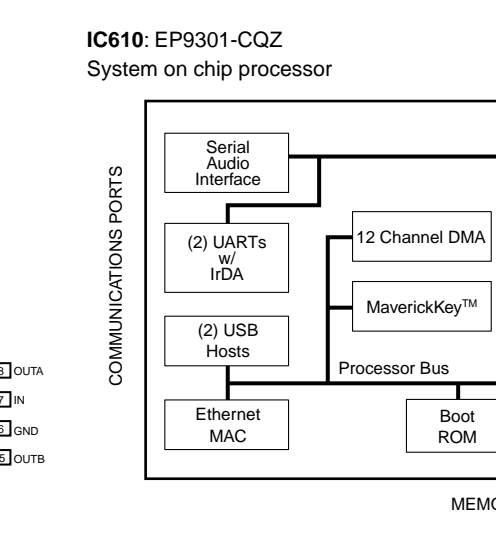 IC610: EP9301-CQZ
System on chip processor
COMMUNICATIONS PORTS
Serial
Audio
Interface
(2) UARTs
w/
IrDA
12 Channel DMA
MaverickKey™
(2) USB
Hosts
Processor Bus
Ethernet
MAC
Boot
ROM
OUTA
IN
GND
5 OUTB